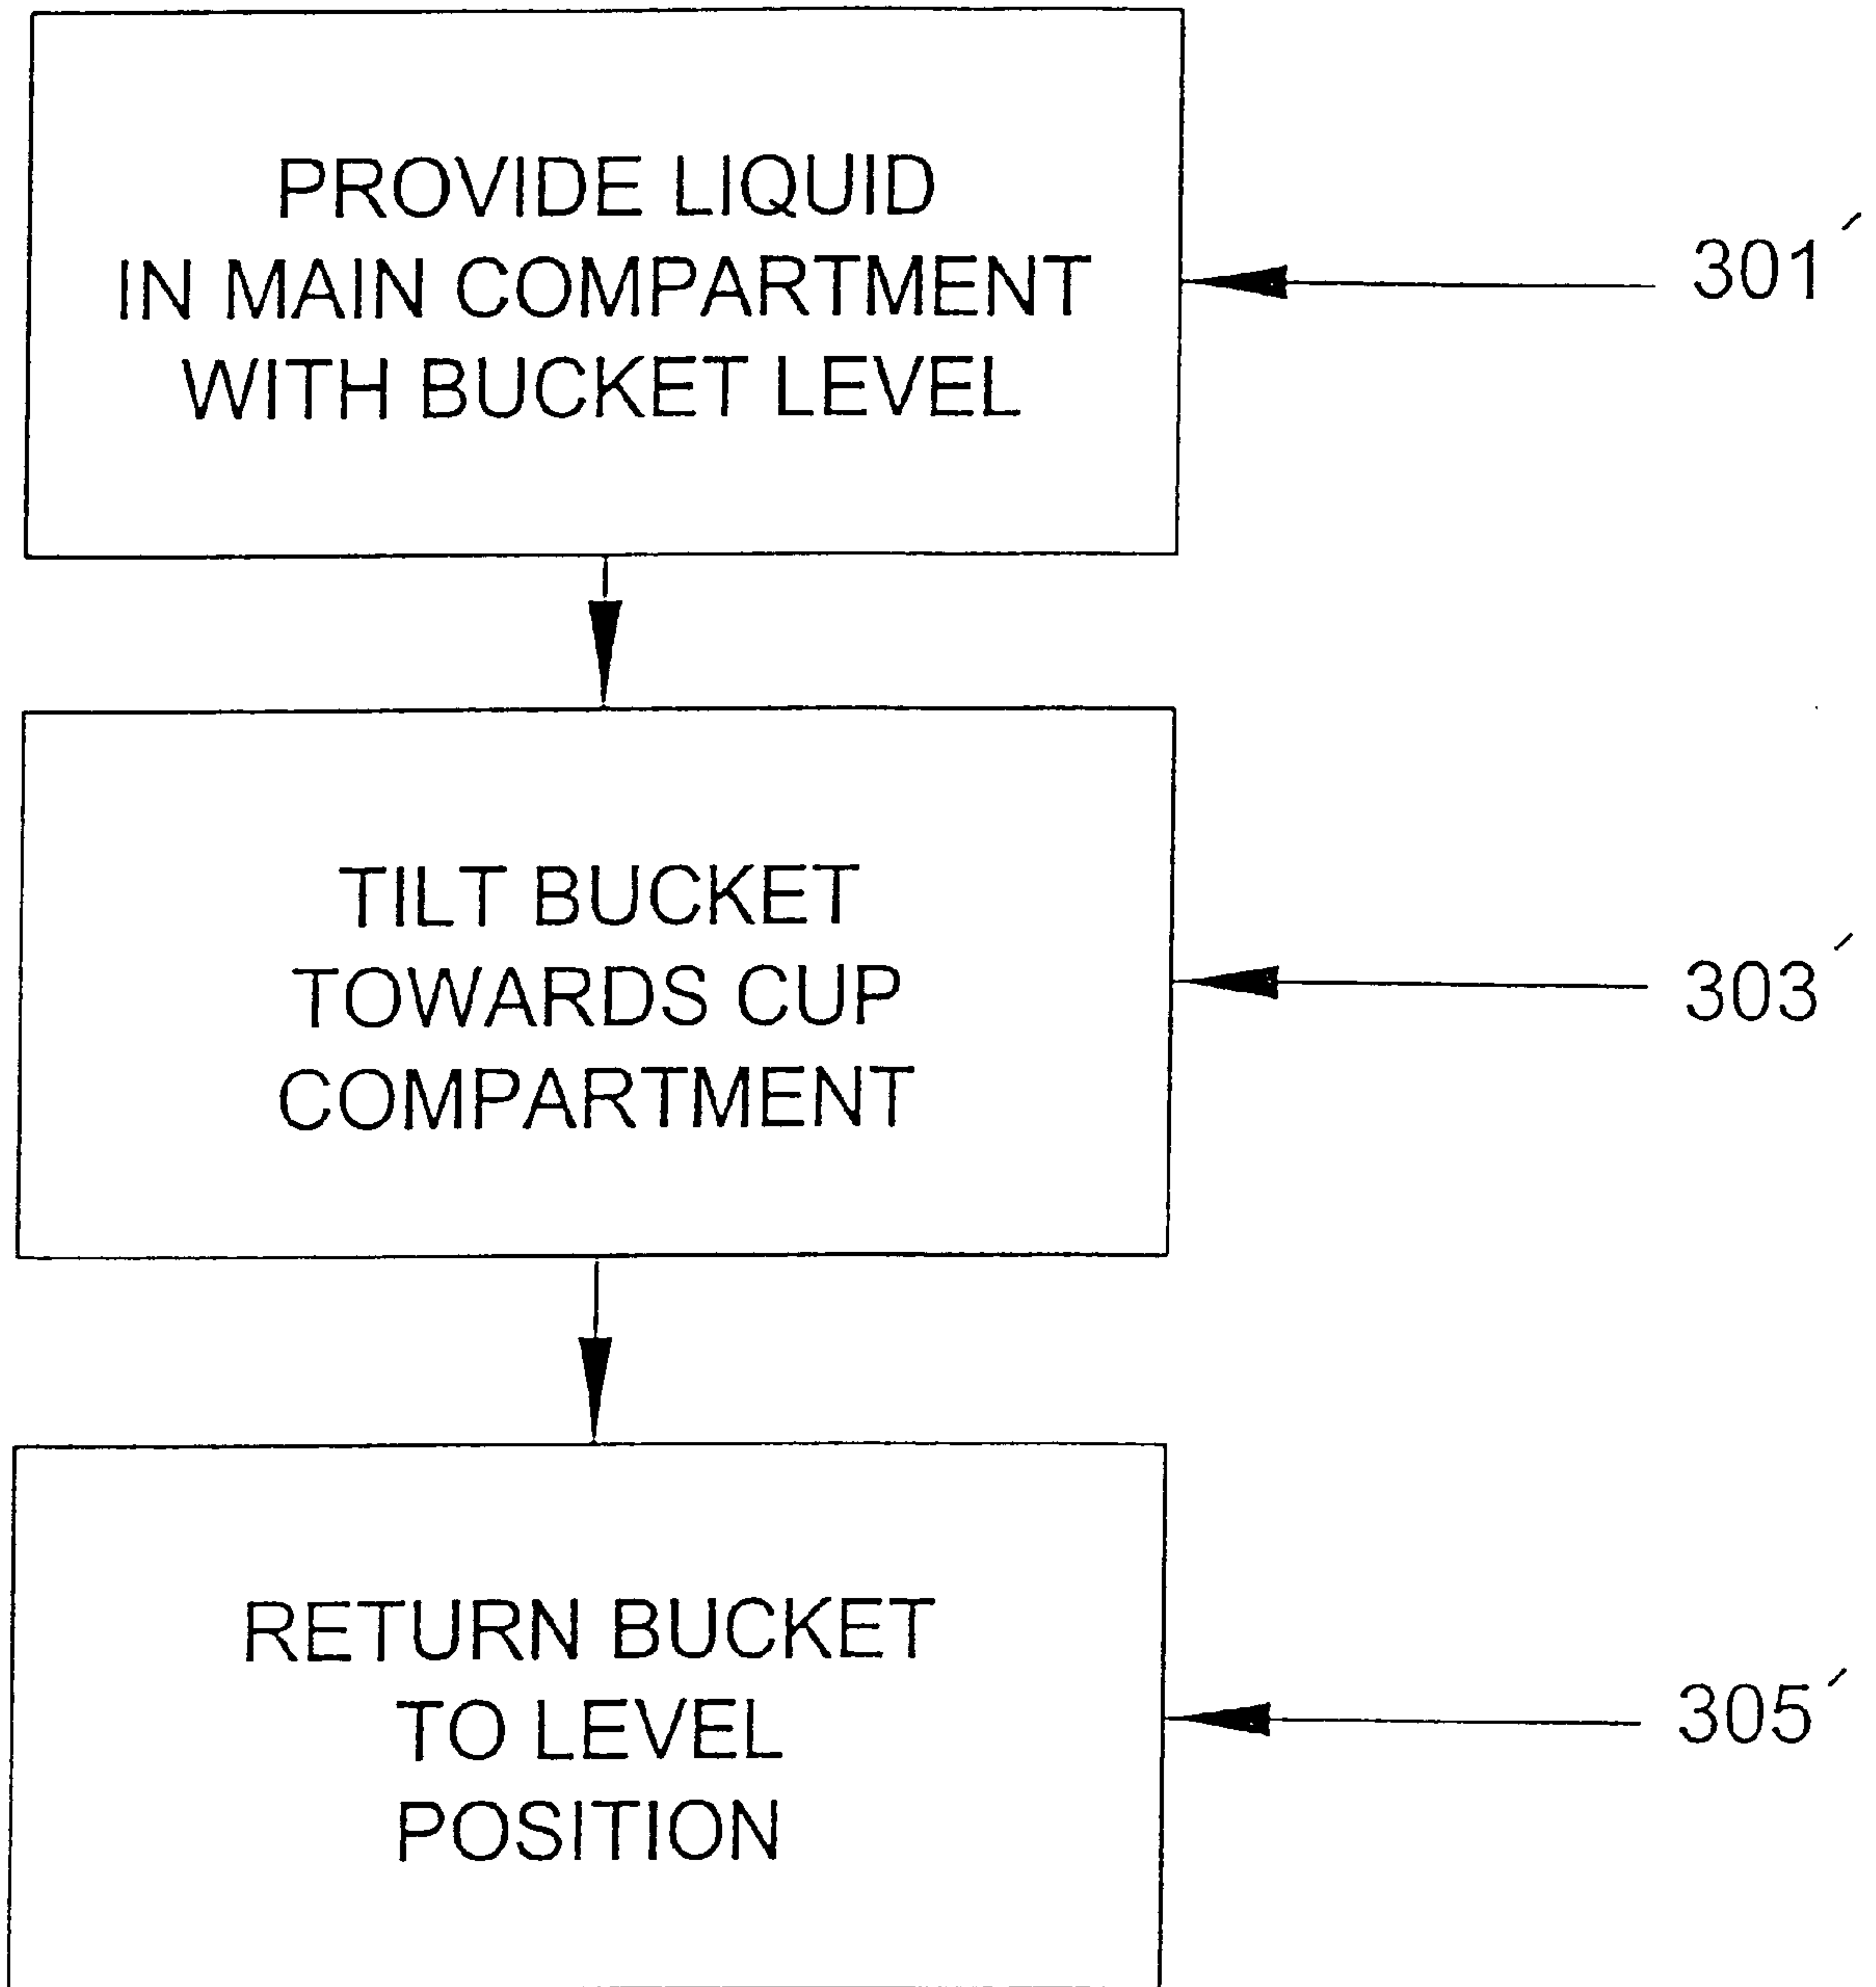 PROVIDE LIQUID
IN MAIN COMPARTMENT
WITH BUCKET LEVEL
301´
TILT BUCKET
TOWARDS CUP
COMPARTMENT
303´
RETURN BUCKET
TO LEVEL
POSITION
305´